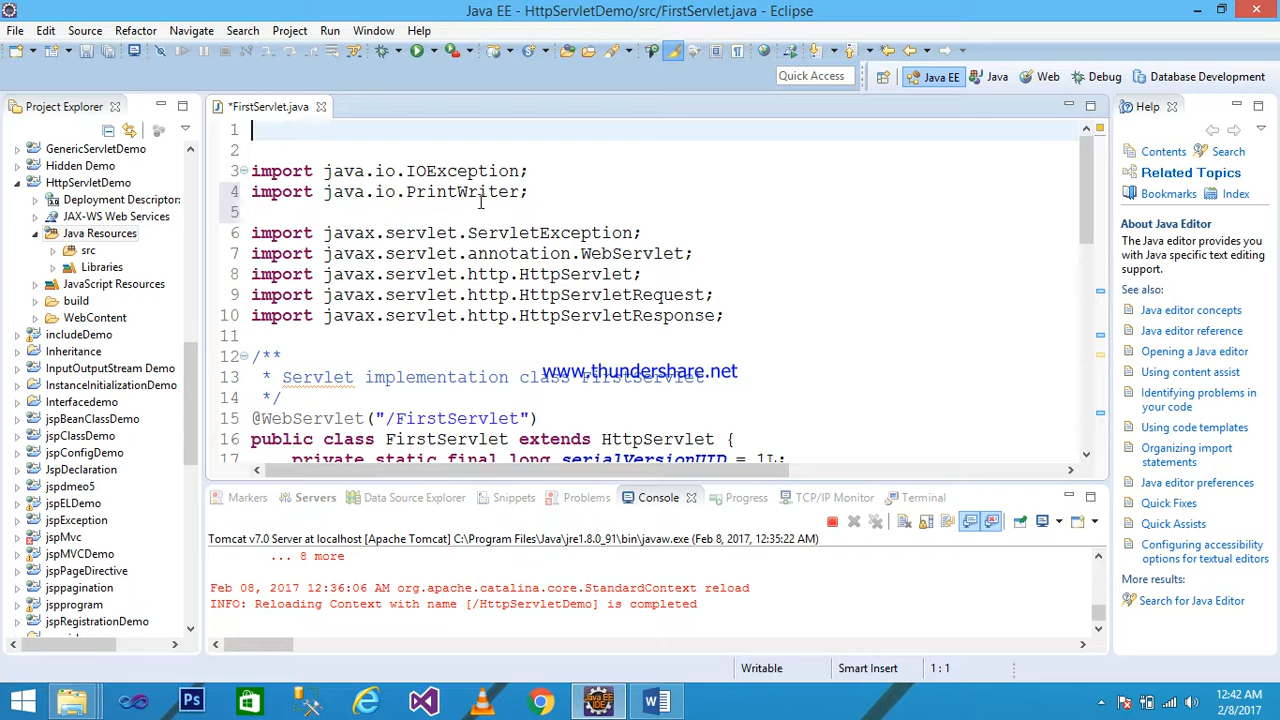 Java EE - HttpServletDemo/src/FirstServlet.java - Eclipse
File Edit Source Refactor Navigate Search Project Run Window Help
Quick Access
Java EE
Java
Web
Debug
Database Development
Project Explorer
GenericServletDemo
Hidden Demo
HttpServletDemo
Deployment Descriptor:
JAX-WS Web Services
Java Resources
src
Libraries
JavaScript Resources
build
WebContent
includeDemo
Inheritance
InputOutputStream Demo
InstanceInitializationDemo
Interfacedemo
jspBeanClassDemo
jspClassDemo
jspConfigDemo
JspDeclaration
jspdmeo5
jspELDemo
jspException
jspMvc
jspMVCDemo
jspPageDirective
jsppagination
jspprogram
jspRegistrationDemo
*FirstServlet.java
1
2
3 import java.io.IOException;
4 import java.io.PrintWriter;
5
6 import javax.servlet.ServletException;
7 import javax.servlet.annotation.WebServlet;
8 import javax.servlet.http.HttpServlet;
9 import javax.servlet.http.HttpServletRequest;
10 import javax.servlet.http.HttpServletResponse;
11
12 /**
13 * Servlet implementation class FirstServlet
www.thundershare.net
14 */
15 @WebServlet("/FirstServlet")
16 public class FirstServlet extends HttpServlet {
17 private static final long serialVersionUID = 1L;
Markers Servers Data Source Explorer Snippets Problems Console Progress TCP/IP Monitor Terminal
Tomcat v7.0 Server at localhost [Apache Tomcat] C:\Program Files\Java\jre1.8.0_91\bin\javaw.exe (Feb 8, 2017, 12:35:22 AM)
... 8 more
Feb 08, 2017 12:36:06 AM org.apache.catalina.core.StandardContext reload
INFO: Reloading Context with name [/HttpServletDemo] is completed
Help
Contents Search
Related Topics
Bookmarks Index
About Java Editor
The Java editor provides you
with Java specific text editing
support.
See also:
Java editor concepts
Java editor reference
Opening a Java editor
Using content assist
Identifying problems in
your code
Using code templates
Organizing import
statements
Java editor preferences
Quick Fixes
Quick Assists
Configuring accessibility
options for textual editors
More results:
Search for Java Editor
Writable
Smart Insert
1 : 1
12:42 AM
2/8/2017